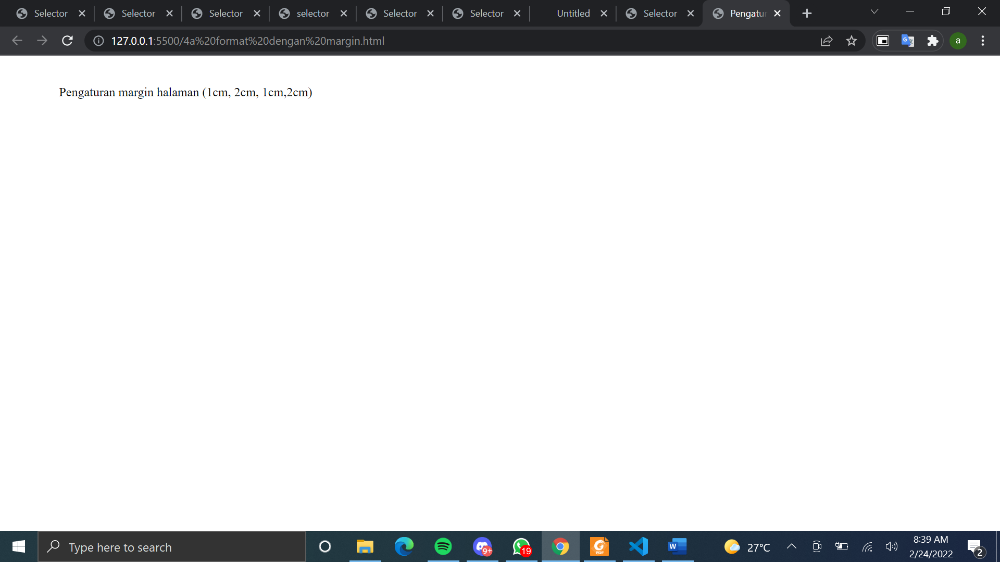 Selector
Selector
Selector
selector
Selector
Selector
Untitled
Selector
Pengatur
127.0.0.1:5500/4a%20format%20dengan%20margin.html
a
Pengaturan margin halaman (1cm, 2cm, 1cm,2cm)
Type here to search
9+
19
PDF
W
27°C
8:39 AM
2/24/2022
2